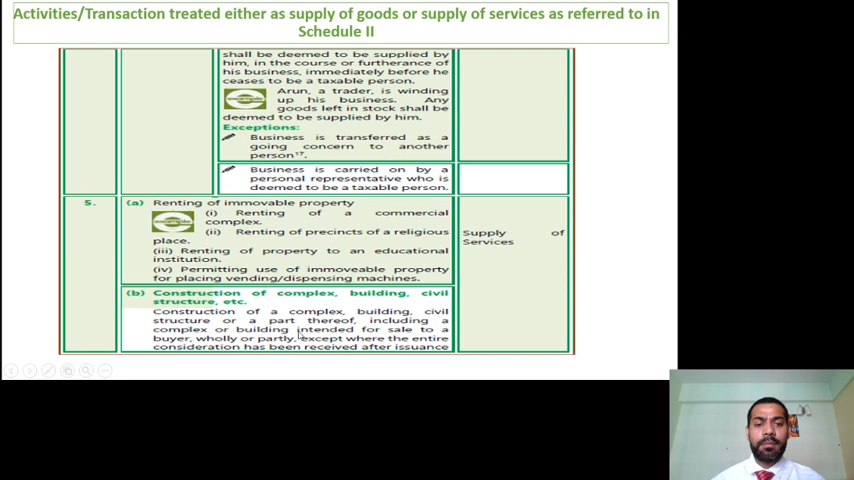 Activities/Transaction treated either as supply of goods or supply of services as referred to in
Schedule II
shall be deemed to be supplied by
him, in the course or furtherance of
his business, immediately before he
ceases to be a taxable person.
example
Arun, a trader, is winding
up his business. Any
goods left in stock shall be
deemed to be supplied by him.
Exceptions:
Business is transferred as a
going concern to another
person¹⁷.
Business is carried on by a
personal representative who is
deemed to be a taxable person.
5.
(a) Renting of immovable property
example
(i) Renting of a commercial
complex.
(ii) Renting of precincts of a religious
place.
(iii) Renting of property to an educational
institution.
(iv) Permitting use of immoveable property
for placing vending/dispensing machines.
Supply of
Services
(b) Construction of complex, building, civil
structure, etc.
Construction of a complex, building, civil
structure or a part thereof, including a
complex or building intended for sale to a
buyer, wholly or partly, except where the entire
consideration has been received after issuance